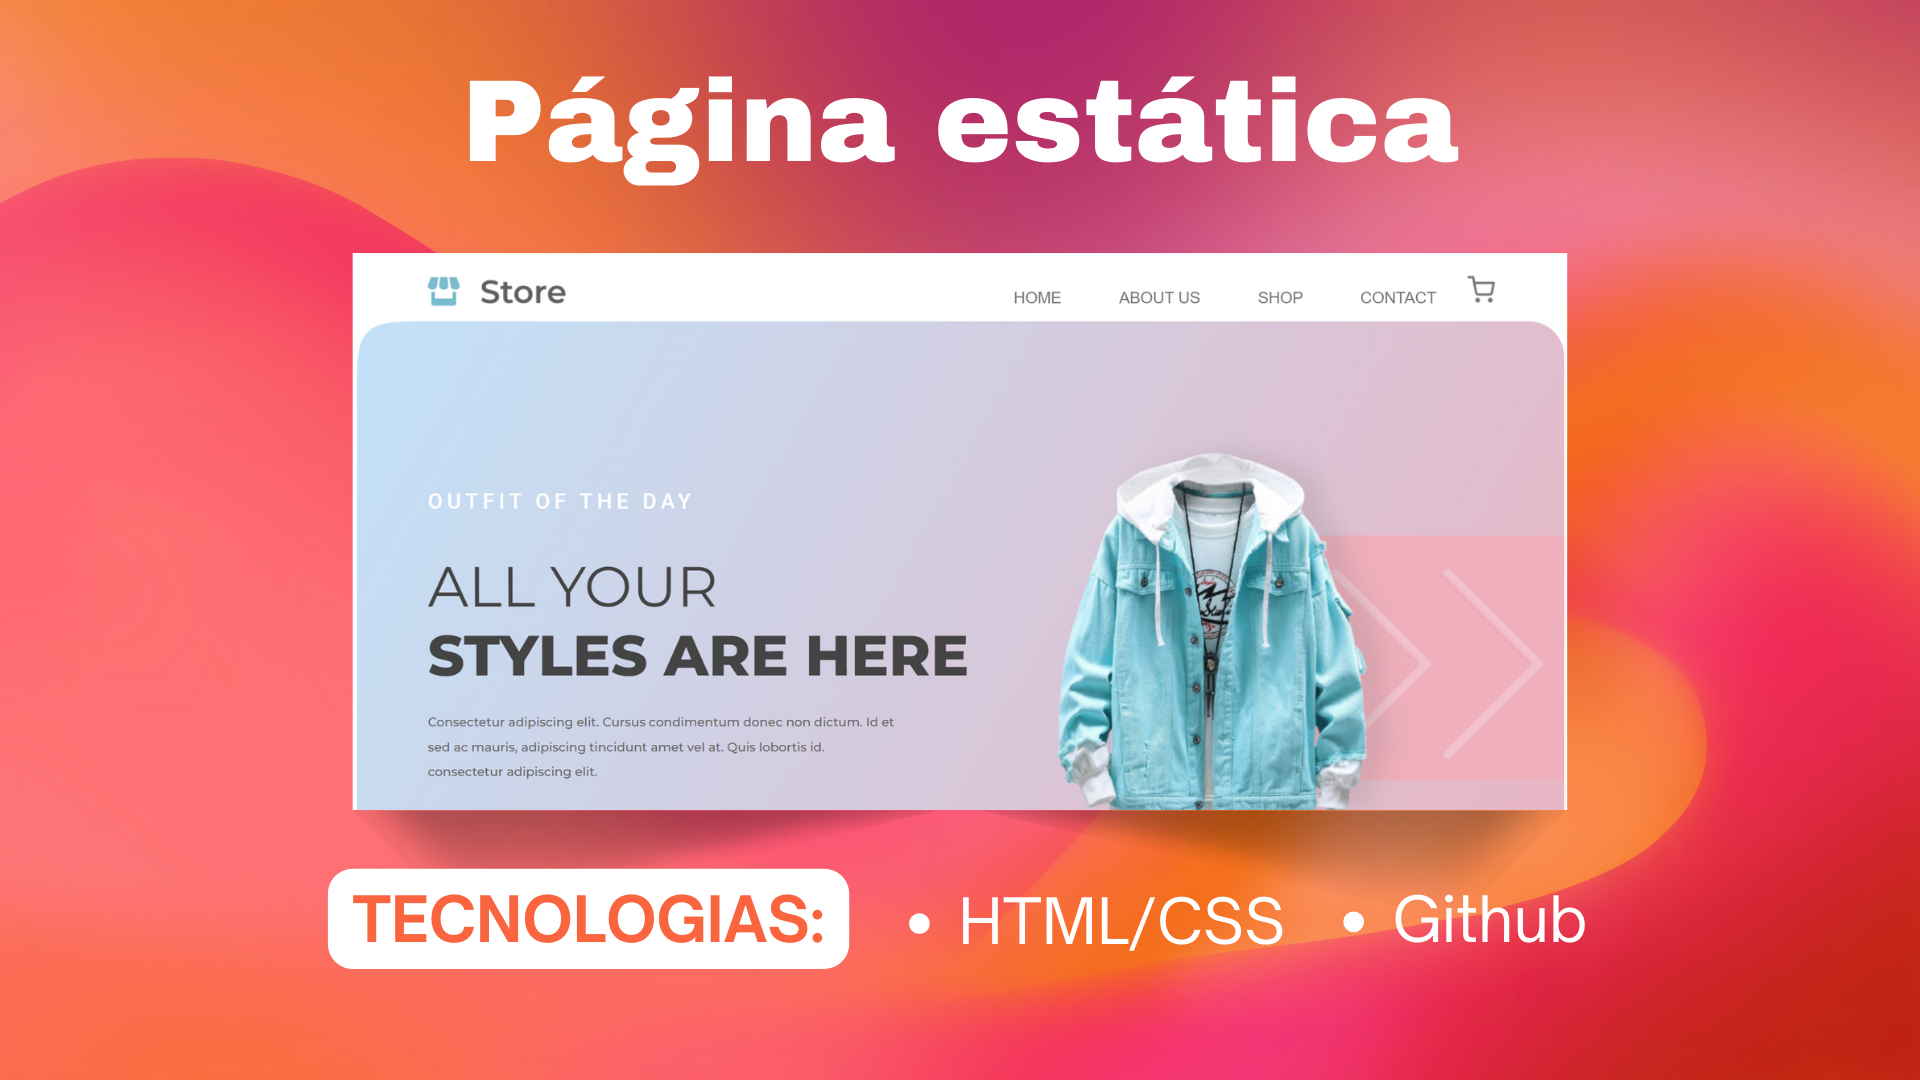 Página estática
Store
HOME ABOUT US SHOP CONTACT
OUTFIT OF THE DAY
ALL YOUR
STYLES ARE HERE
Consectetur adipiscing elit. Cursus condimentum donec non dictum. Id et
sed ac mauris, adipiscing tincidunt amet vel at. Quis lobortis id.
consectetur adipiscing elit.
TECNOLOGIAS: • HTML/CSS • Github